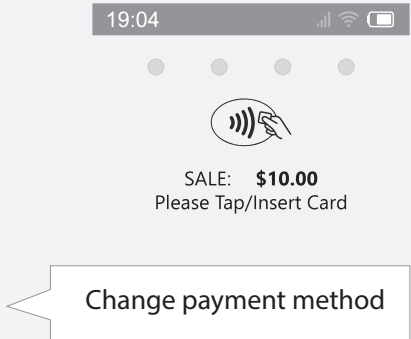 19:04
SALE: $10.00
Please Tap/Insert Card
Change payment method